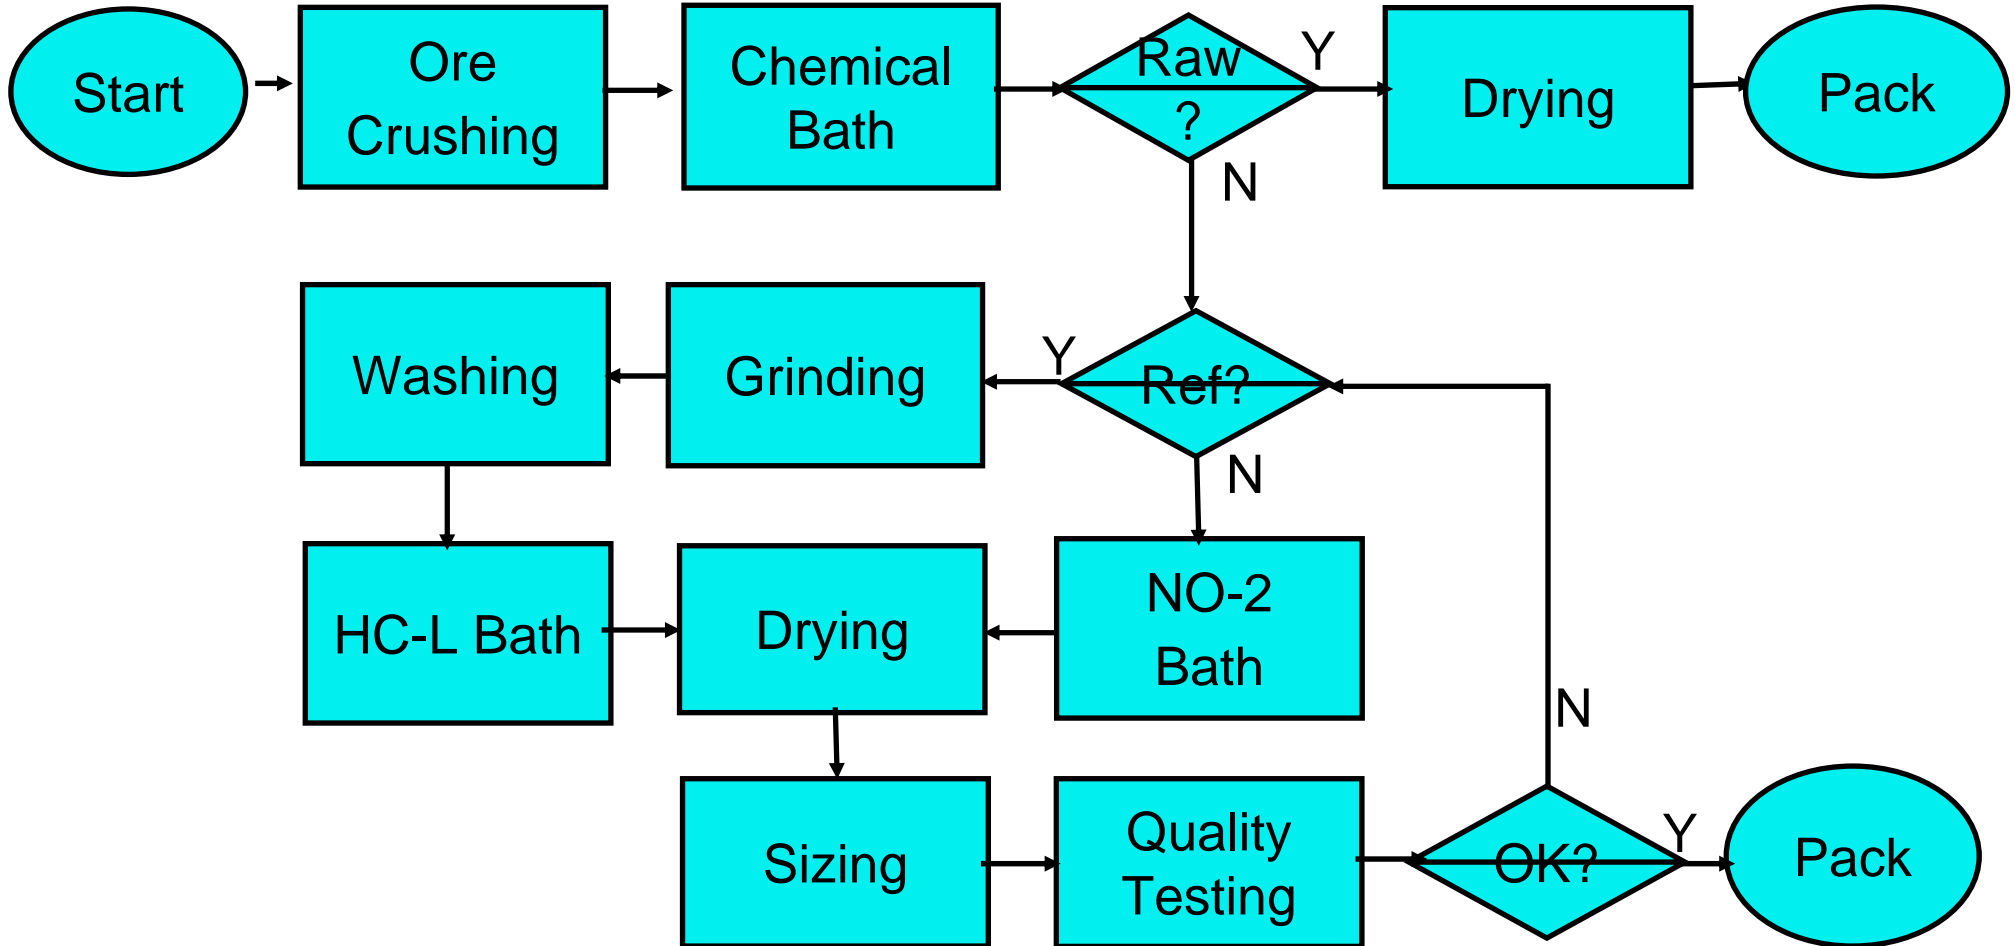 Start
Ore
Crushing
Chemical
Bath
Raw
?
Y
Drying
Pack
N
Washing
Grinding
Y
Ref?
N
HC-L Bath
Drying
NO-2
Bath
N
Sizing
Quality
Testing
OK?
Y
Pack